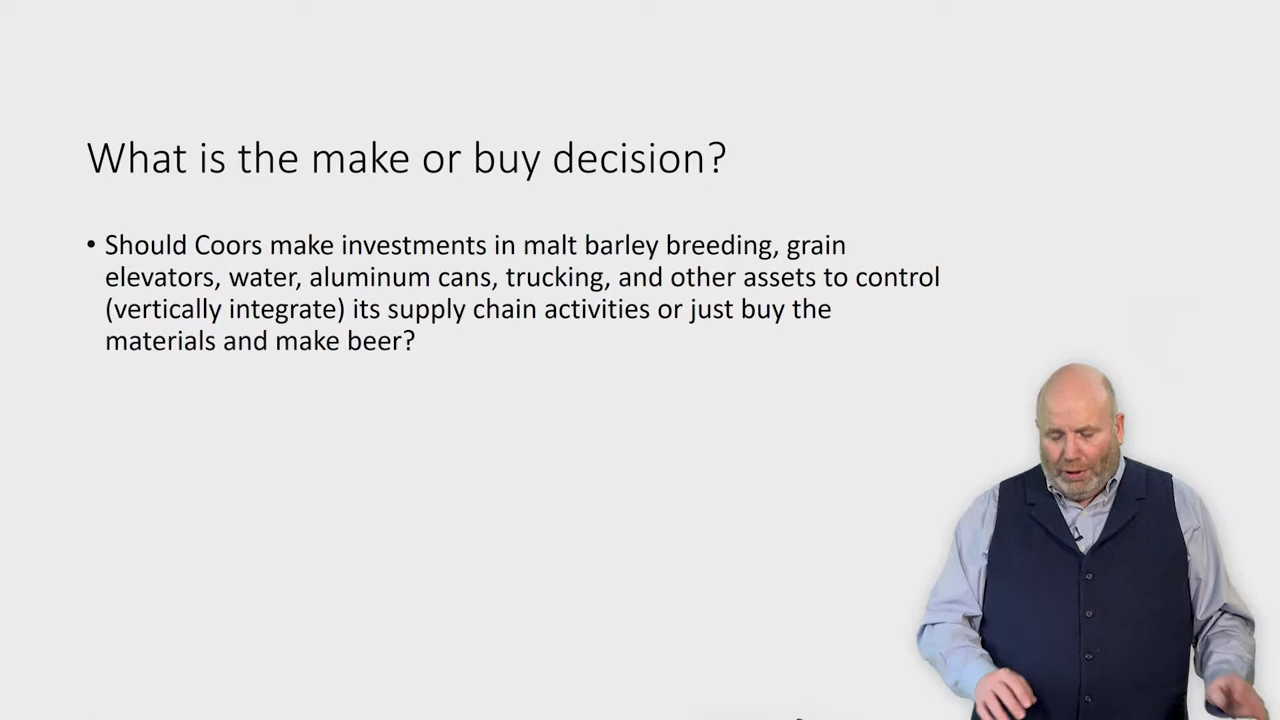 What is the make or buy decision?
• Should Coors make investments in malt barley breeding, grain
elevators, water, aluminum cans, trucking, and other assets to control
(vertically integrate) its supply chain activities or just buy the
materials and make beer?